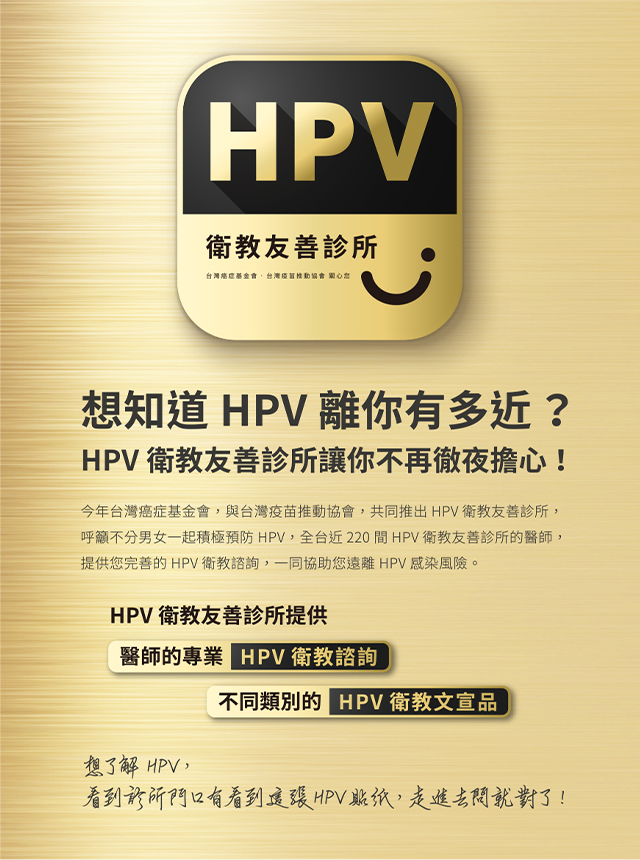 HPV
衛教友善診所
台灣癌症基金會．台灣疫苗推動協會 關心您
想知道 HPV 離你有多近？
HPV 衛教友善診所讓你不再徹夜擔心！
今年台灣癌症基金會，與台灣疫苗推動協會，共同推出 HPV 衛教友善診所，
呼籲不分男女一起積極預防 HPV，全台近 220 間 HPV 衛教友善診所的醫師，
提供您完善的 HPV 衛教諮詢，一同協助您遠離 HPV 感染風險。
HPV 衛教友善診所提供
醫師的專業 HPV 衛教諮詢
不同類別的 HPV 衛教文宣品
想了解 HPV，
看到診所門口有看到這張HPV貼紙，走進去問就對了！